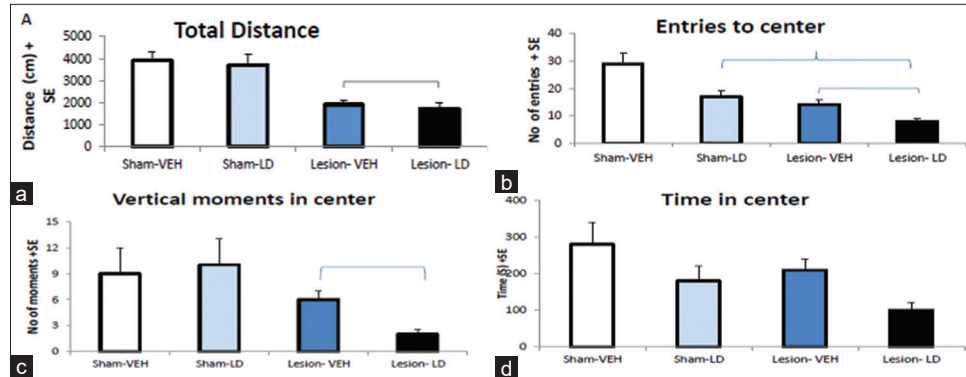 A
Total Distance
Distance (cm) +
SE
5000
4000
3000
2000
1000
0
Sham-VEH Sham-LD Lesion- VEH Lesion- LD
a
Entries to center
No of entries + SE
40
30
20
10
0
Sham-VEH Sham-LD Lesion- VEH Lesion- LD
b
Vertical moments in center
No of moments +SE
15
12
9
6
3
0
Sham-VEH Sham-LD Lesion- VEH Lesion- LD
c
Time in center
Time (S) +SE
400
300
200
100
0
Sham-VEH Sham-LD Lesion- VEH Lesion- LD
d